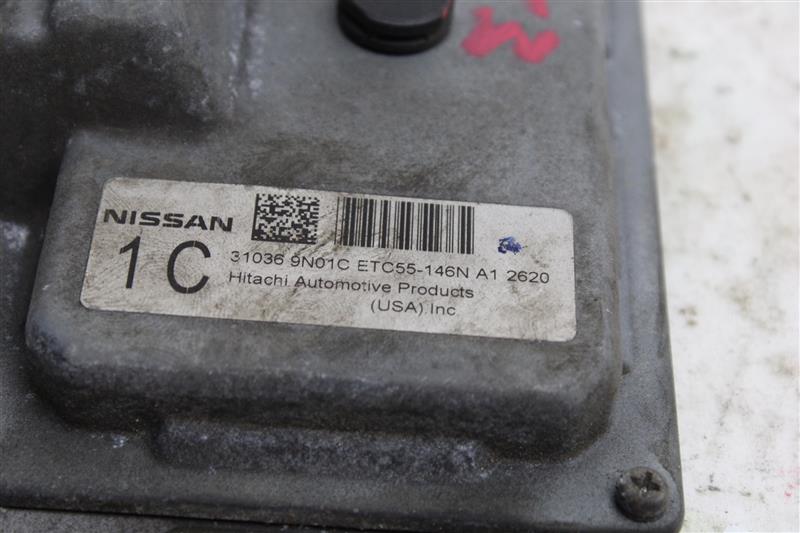 NISSAN
1C
31036 9N01C ETC55-146N A1 2620
Hitachi Automotive Products
(USA).Inc